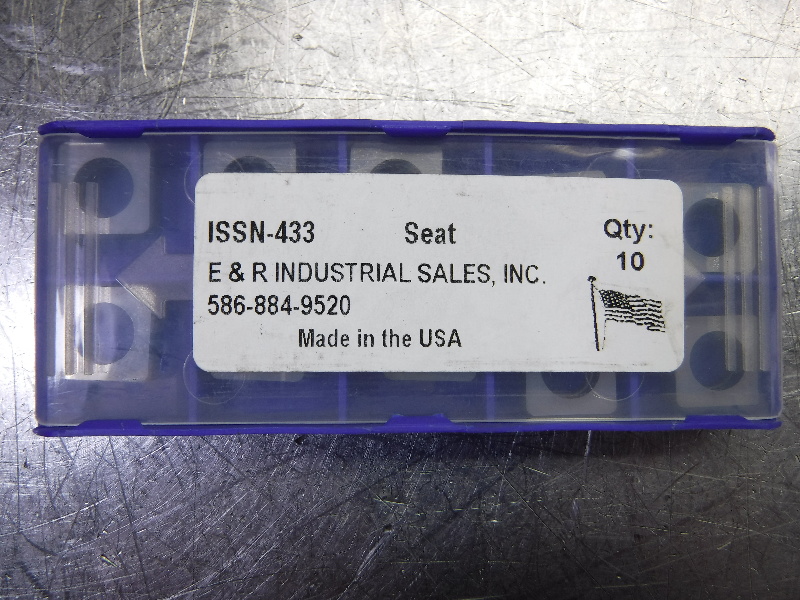 ISSN-433 Seat Qty:
10
E & R INDUSTRIAL SALES, INC.
586-884-9520
Made in the USA